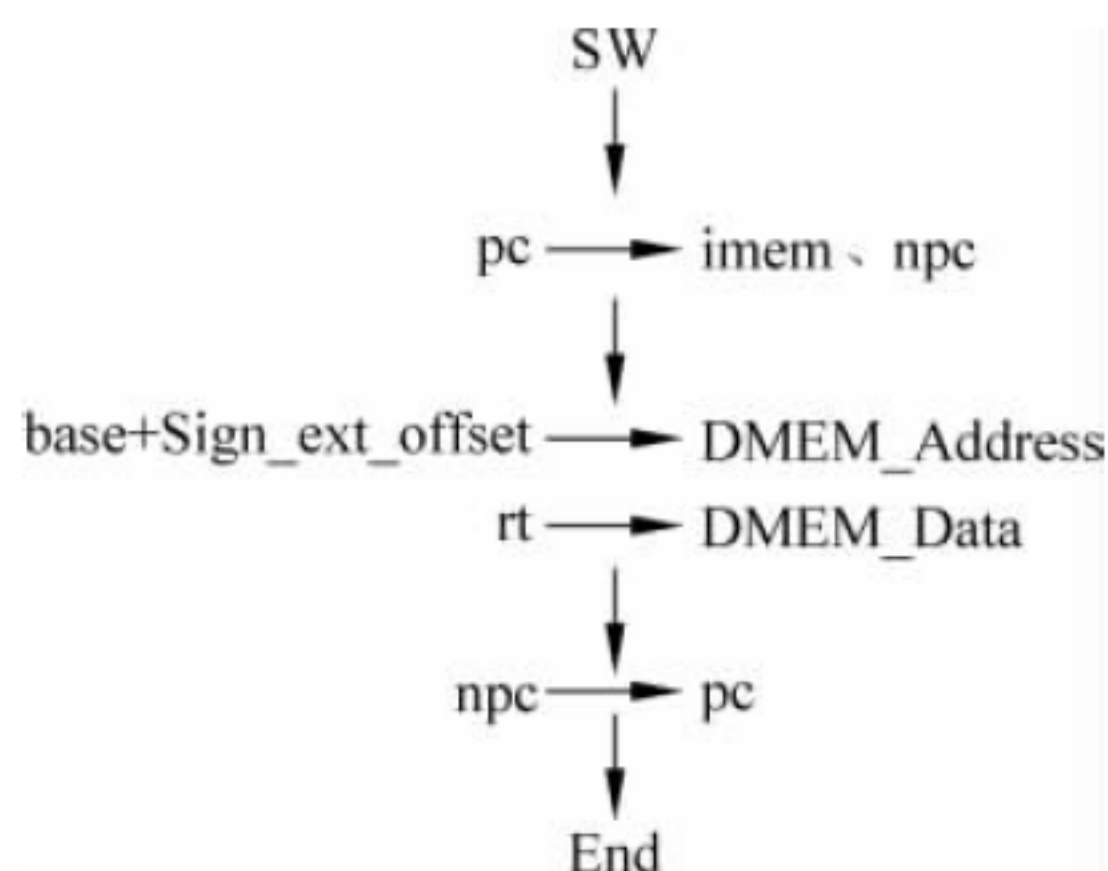 SW
pc imem、npc
base+Sign_ext_offset DMEM_Address
rt DMEM_Data
npc pc
End